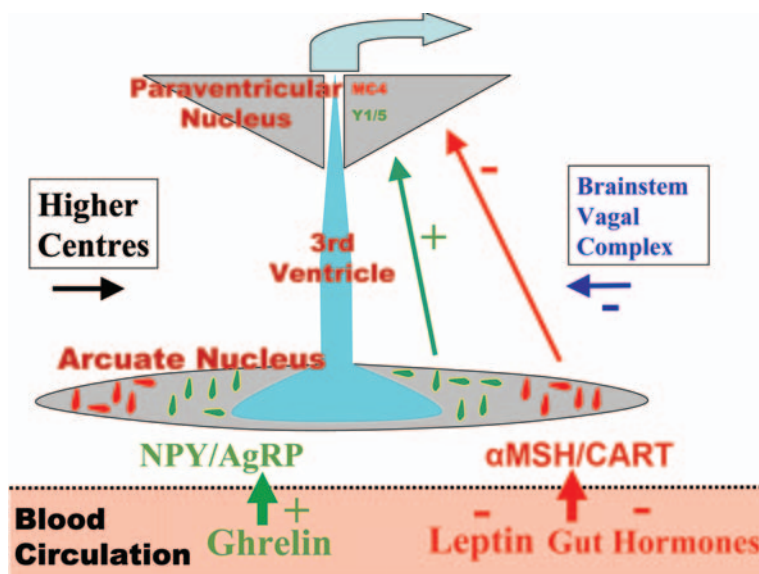 Paraventricular
Nucleus
MC4
Y1/5
-
+
Higher
Centres
3rd
Ventricle
Brainstem
Vagal
Complex
-
Arcuate Nucleus
NPY/AgRP
αMSH/CART
+
- -
Blood
Circulation
Ghrelin
Leptin Gut Hormones